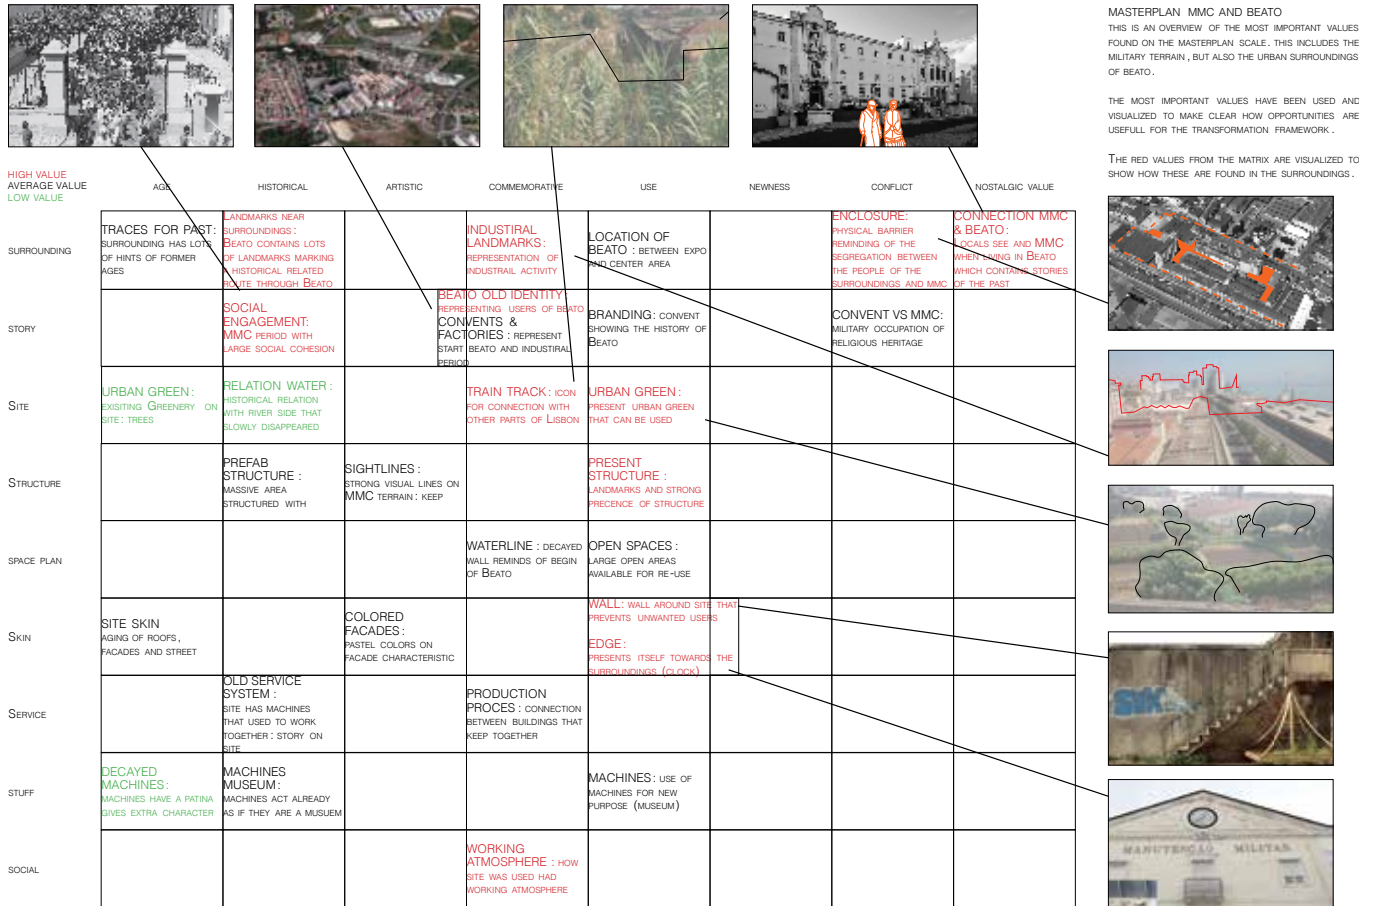 MASTERPLAN MMC AND BEATO
THIS IS AN OVERVIEW OF THE MOST IMPORTANT VALUES
FOUND ON THE MASTERPLAN SCALE. THIS INCLUDES THE
MILITARY TERRAIN, BUT ALSO THE URBAN SURROUNDINGS
OF BEATO.
THE MOST IMPORTANT VALUES HAVE BEEN USED AND
VISUALIZED TO MAKE CLEAR HOW OPPORTUNITIES ARE
USEFULL FOR THE TRANSFORMATION FRAMEWORK.
THE RED VALUES FROM THE MATRIX ARE VISUALIZED TO
SHOW HOW THESE ARE FOUND IN THE SURROUNDINGS.
HIGH VALUE
AVERAGE VALUE
LOW VALUE
AGE
HISTORICAL
ARTISTIC
COMMEMORATIVE
USE
NEWNESS
CONFLICT
NOSTALGIC VALUE
SURROUNDING
TRACES FOR PAST:
SURROUNDING HAS LOTS
OF HINTS OF FORMER
AGES
LANDMARKS NEAR
SURROUNDINGS:
BEATO CONTAINS LOTS
OF LANDMARKS MARKING
A HISTORICAL RELATED
ROUTE THROUGH BEATO
INDUSTIRAL
LANDMARKS:
REPRESENTATION OF
INDUSTRAIL ACTIVITY
LOCATION OF
BEATO: BETWEEN EXPO
AND CENTER AREA
ENCLOSURE:
PHYSICAL BARRIER
REMINDING OF THE
SEGREGATION BETWEEN
THE PEOPLE OF THE
SURROUNDINGS AND MMC
CONNECTION MMC
& BEATO:
LOCALS SEE AND MMC
WHEN LIVING IN BEATO
WHICH CONTAINS STORIES
OF THE PAST
STORY
SOCIAL
ENGAGEMENT:
MMC PERIOD WITH
LARGE SOCIAL COHESION
BEATO OLD IDENTITY:
REPRESENTING USERS OF BEATO
CONVENTS &
FACTORIES: REPRESENT
START BEATO AND INDUSTIRAL
PERIOD
BRANDING: CONVENT
SHOWING THE HISTORY OF
BEATO
CONVENT VS MMC:
MILITARY OCCUPATION OF
RELIGIOUS HERITAGE
SITE
URBAN GREEN:
EXISITING GREENERY ON
SITE: TREES
RELATION WATER:
HISTORICAL RELATION
WITH RIVER SIDE THAT
SLOWLY DISAPPEARED
TRAIN TRACK: ICON
FOR CONNECTION WITH
OTHER PARTS OF LISBON
URBAN GREEN:
PRESENT URBAN GREEN
THAT CAN BE USED
STRUCTURE
PREFAB
STRUCTURE:
MASSIVE AREA
STRUCTURED WITH
SIGHTLINES:
STRONG VISUAL LINES ON
MMC TERRAIN: KEEP
PRESENT
STRUCTURE:
LANDMARKS AND STRONG
PRECENCE OF STRUCTURE
SPACE PLAN
WATERLINE: DECAYED
WALL REMINDS OF BEGIN
OF BEATO
OPEN SPACES:
LARGE OPEN AREAS
AVAILABLE FOR RE-USE
SKIN
SITE SKIN
AGING OF ROOFS,
FACADES AND STREET
COLORED
FACADES:
PASTEL COLORS ON
FACADE CHARACTERISTIC
WALL: WALL AROUND SITE THAT
PREVENTS UNWANTED USERS
EDGE:
PRESENTS ITSELF TOWARDS THE
SURROUNDINGS (CLOCK)
SERVICE
OLD SERVICE
SYSTEM:
SITE HAS MACHINES
THAT USED TO WORK
TOGETHER: STORY ON
SITE
PRODUCTION
PROCES: CONNECTION
BETWEEN BUILDINGS THAT
KEEP TOGETHER
STUFF
DECAYED
MACHINES:
MACHINES HAVE A PATINA
GIVES EXTRA CHARACTER
MACHINES
MUSEUM:
MACHINES ACT ALREADY
AS IF THEY ARE A MUSUEM
MACHINES: USE OF
MACHINES FOR NEW
PURPOSE (MUSEUM)
SOCIAL
WORKING
ATMOSPHERE: HOW
SITE WAS USED HAD
WORKING ATMOSPHERE
MANUTENÇÃO MILITAR